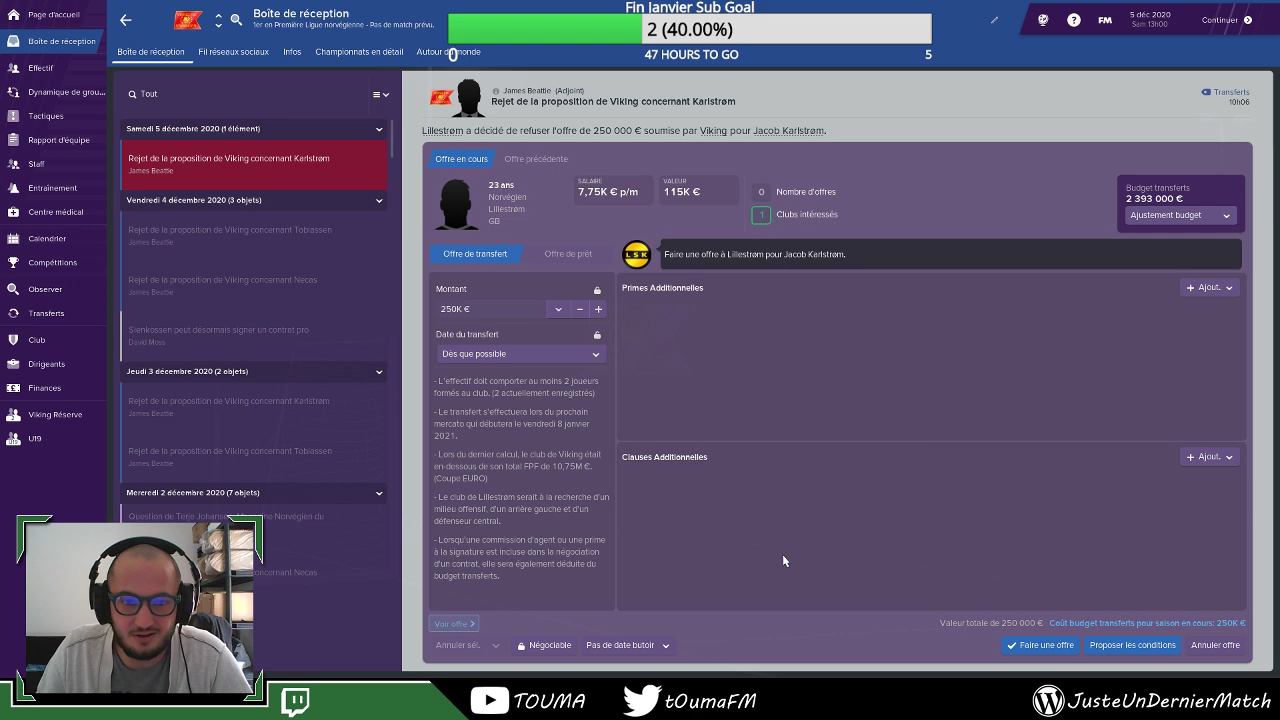 Fin Janvier Sub Goal
2 (40.00%)
0
47 HOURS TO GO
5
Boîte de réception
1er en Première Ligue norvégienne - Pas de match prévu.
FM
5 déc 2020
Sam 13h00
Continuer
Page d'accueil
Boîte de réception
Effectif
Dynamique de grou...
Tactiques
Rapport d'équipe
Staff
Entraînement
Centre médical
Calendrier
Compétitions
Observer
Transferts
Club
Dirigeants
Finances
Viking Réserve
U19
Boîte de réception
Fil réseaux sociaux
Infos
Championnats en détail
Autour du monde
Tout
Samedi 5 décembre 2020 (1 élément)
Rejet de la proposition de Viking concernant Karlstrøm
James Beattie
Vendredi 4 décembre 2020 (3 objets)
Rejet de la proposition de Viking concernant Tobiassen
James Beattie
Rejet de la proposition de Viking concernant Necas
James Beattie
Sienkossen peut désormais signer un contrat pro
David Moss
Jeudi 3 décembre 2020 (2 objets)
Rejet de la proposition de Viking concernant Karlstrøm
James Beattie
Rejet de la proposition de Viking concernant Tobiassen
James Beattie
Mercredi 2 décembre 2020 (7 objets)
Question de Terje Johans
ne Norvégien du
concernant Necas
James Beattie (Adjoint)
Rejet de la proposition de Viking concernant Karlstrøm
Transferts
10h06
Lillestrøm a décidé de refuser l'offre de 250 000 € soumise par Viking pour Jacob Karlstrøm.
Offre en cours
Offre précédente
23 ans
Norvégien
Lillestrøm
GB
SALAIRE
7,75K € p/m
VALEUR
115K €
0 Nombre d'offres
1 Clubs intéressés
Budget transferts
2 393 000 €
Ajustement budget
Offre de transfert
Offre de prêt
LSK
Faire une offre à Lillestrøm pour Jacob Karlstrøm.
Montant
250K €
Date du transfert
Dès que possible
- L'effectif doit comporter au moins 2 joueurs
formés au club. (2 actuellement enregistrés)
- Le transfert s'effectuera lors du prochain
mercato qui débutera le vendredi 8 janvier
2021.
- Lors du dernier calcul, le club de Viking était
en-dessous de son total FPF de 10,75M €.
(Coupe EURO)
- Le club de Lillestrøm serait à la recherche d'un
milieu offensif, d'un arrière gauche et d'un
défenseur central.
- Lorsqu'une commission d'agent ou une prime
à la signature est incluse dans la négociation
d'un contrat, elle sera également déduite du
budget transferts.
Primes Additionnelles
Ajout.
Clauses Additionnelles
Ajout.
Voir offre
Valeur totale de 250 000 €
Coût budget transferts pour saison en cours: 250K €
Annuler sél.
Négociable
Pas de date butoir
Faire une offre
Proposer les conditions
Annuler offre
TOUMA
tOumaFM
JusteUnDernierMatch